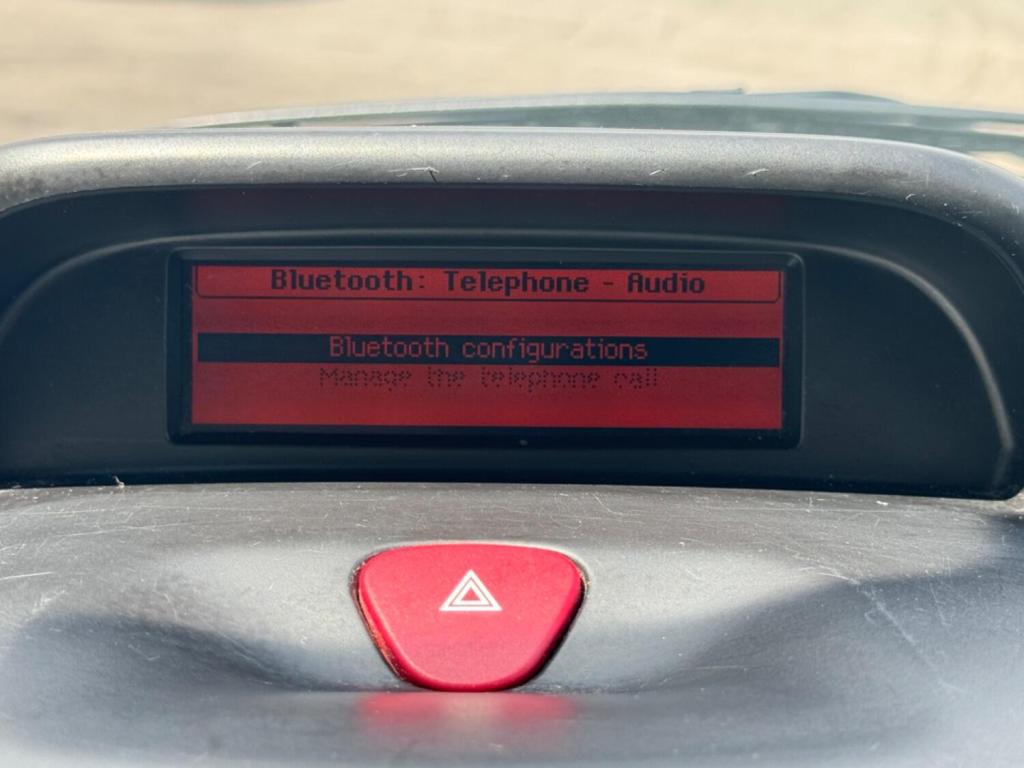 Bluetooth: Telephone - Audio
Bluetooth configurations
Manage the telephone call